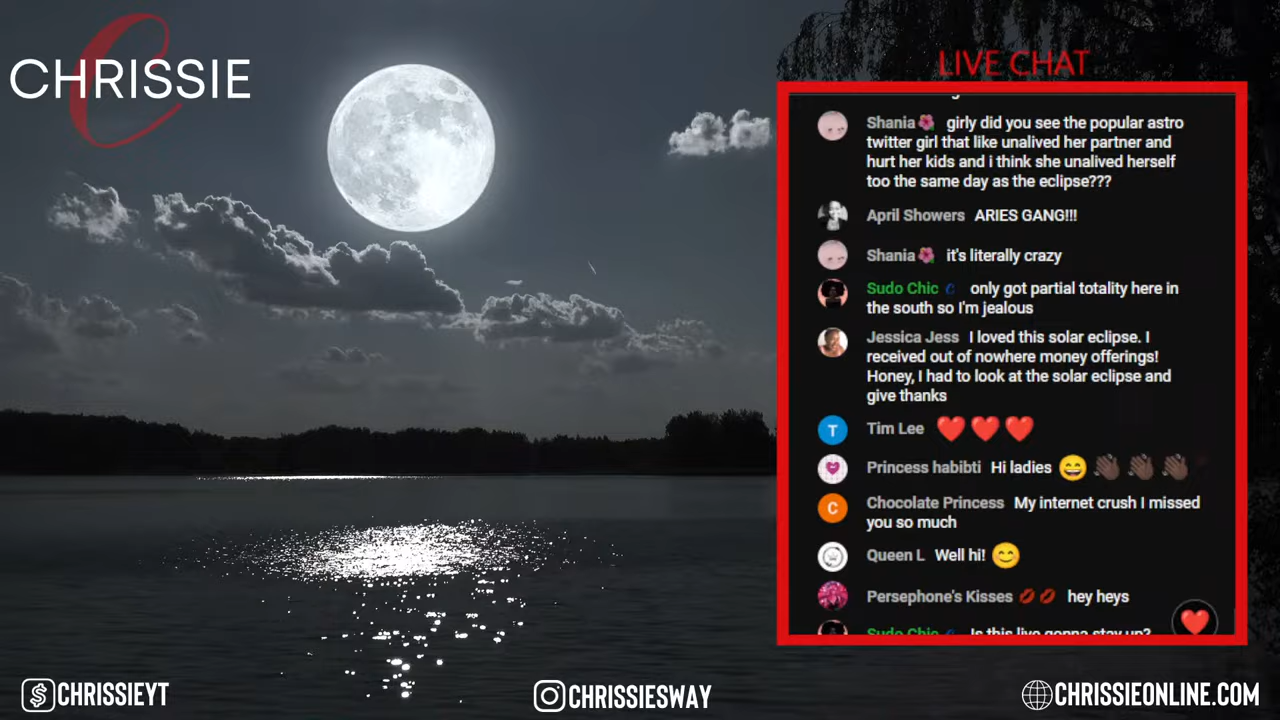 CHRISSIE
LIVE CHAT
Shania🌺 girly did you see the popular astro
twitter girl that like unalived her partner and
hurt her kids and i think she unalived herself
too the same day as the eclipse???
April Showers ARIES GANG!!!
Shania🌺 it's literally crazy
Sudo Chic only got partial totality here in
the south so I'm jealous
Jessica Jess I loved this solar eclipse. I
received out of nowhere money offerings!
Honey, I had to look at the solar eclipse and
give thanks
T Tim Lee ❤️❤️❤️
Princess habibti Hi ladies 😄👋🏿👋🏿👋🏿
C Chocolate Princess My internet crush I missed
you so much
Queen L Well hi! 😊
Persephone's Kisses 💋💋 hey heys
Sudo Chic Is this live gonna stay up?
$ CHRISSIEYT
CHRISSIESWAY
CHRISSIEONLINE.COM